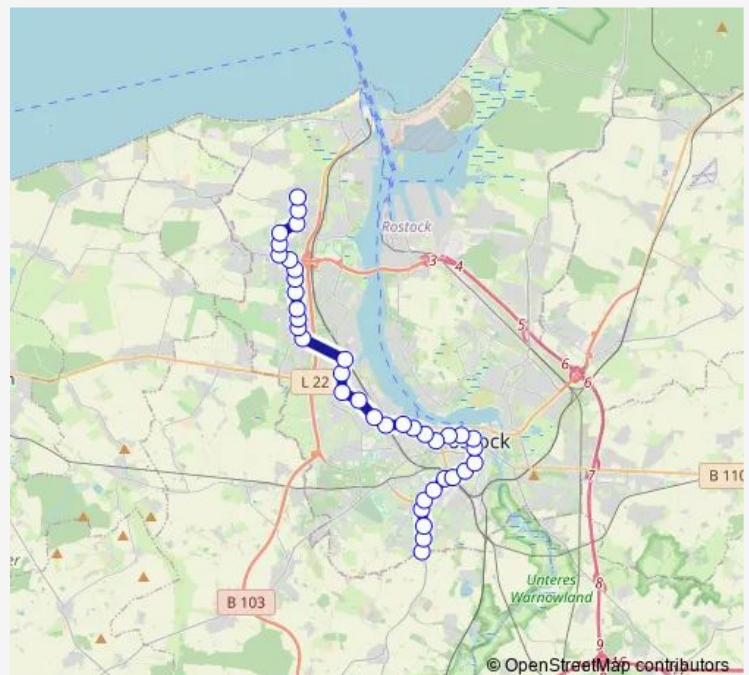 Rostock
3
4
5
6
6
L 22
ock
7
B 110
B 103
Unteres
Warnowland
8
9
© OpenStreetMap contributors